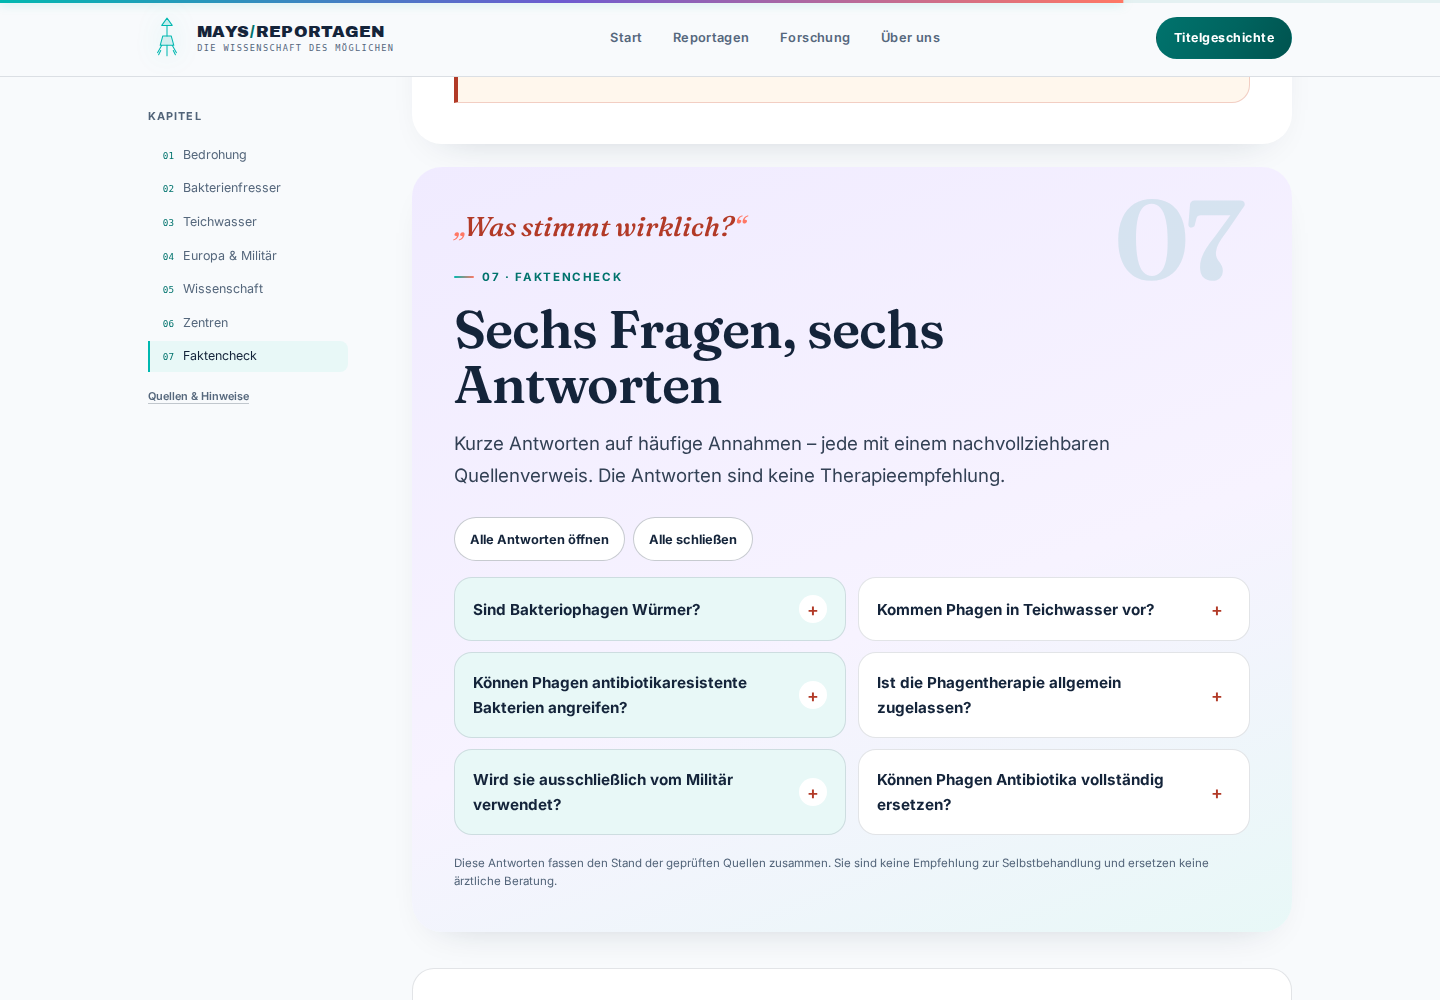 MAYS/REPORTAGEN
DIE WISSENSCHAFT DES MÖGLICHEN
Start
Reportagen
Forschung
Über uns
Titelgeschichte
KAPITEL
01 Bedrohung
02 Bakterienfresser
03 Teichwasser
04 Europa & Militär
05 Wissenschaft
06 Zentren
07 Faktencheck
Quellen & Hinweise
07
„Was stimmt wirklich?“
07 · FAKTENCHECK
Sechs Fragen, sechs
Antworten
Kurze Antworten auf häufige Annahmen – jede mit einem nachvollziehbaren
Quellenverweis. Die Antworten sind keine Therapieempfehlung.
Alle Antworten öffnen
Alle schließen
Sind Bakteriophagen Würmer? +
Kommen Phagen in Teichwasser vor? +
Können Phagen antibiotikaresistente
Bakterien angreifen? +
Ist die Phagentherapie allgemein
zugelassen? +
Wird sie ausschließlich vom Militär
verwendet? +
Können Phagen Antibiotika vollständig
ersetzen? +
Diese Antworten fassen den Stand der geprüften Quellen zusammen. Sie sind keine Empfehlung zur Selbstbehandlung und ersetzen keine
ärztliche Beratung.